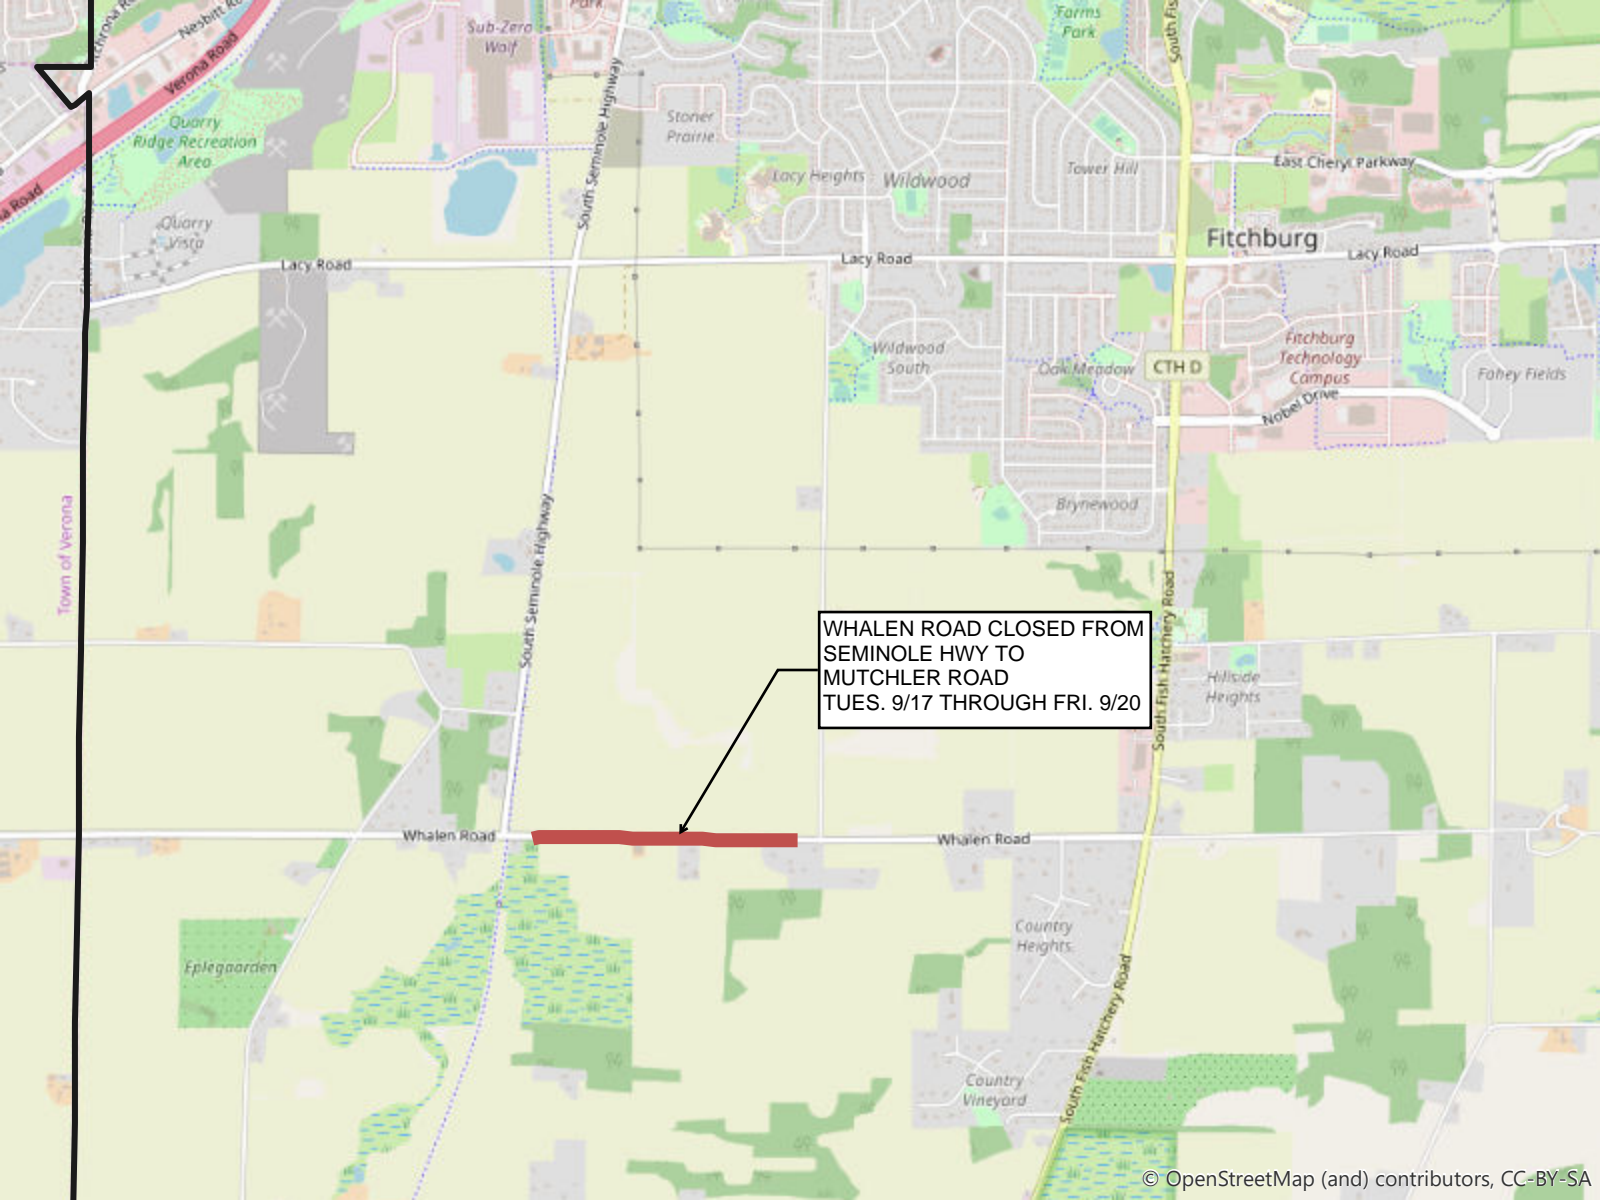 Nesbitt Ro
Verona Road
Sub-Zero
Wolf
Park
Farms
Park
South Fis
South Seminole Highway
Quarry
Ridge Recreation
Area
Stoner
Prairie
Lacy Heights
Wildwood
Tower Hill
East Cheryl Parkway
a Road
Quarry
Vista
Fitchburg
Lacy Road
Lacy Road
Lacy Road
Wildwood
South
Oak Meadow
CTH D
Fitchburg
Technology
Campus
Nobel Drive
Fahey Fields
Town of Verona
South Seminole Highway
Brynewood
South Fish Hatchery Road
WHALEN ROAD CLOSED FROM
SEMINOLE HWY TO
MUTCHLER ROAD
TUES. 9/17 THROUGH FRI. 9/20
Hillside
Heights
Whalen Road
Whalen Road
Country
Heights
Eplegaarden
South Fish Hatchery Road
Country
Vineyard
© OpenStreetMap (and) contributors, CC-BY-SA